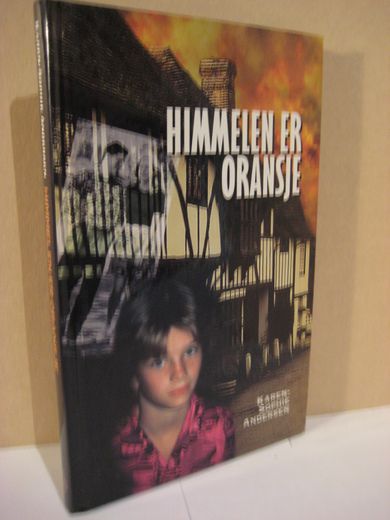 HIMMELEN ER
ORANSJE
KAREN-
SOPHIE
ANDERSEN